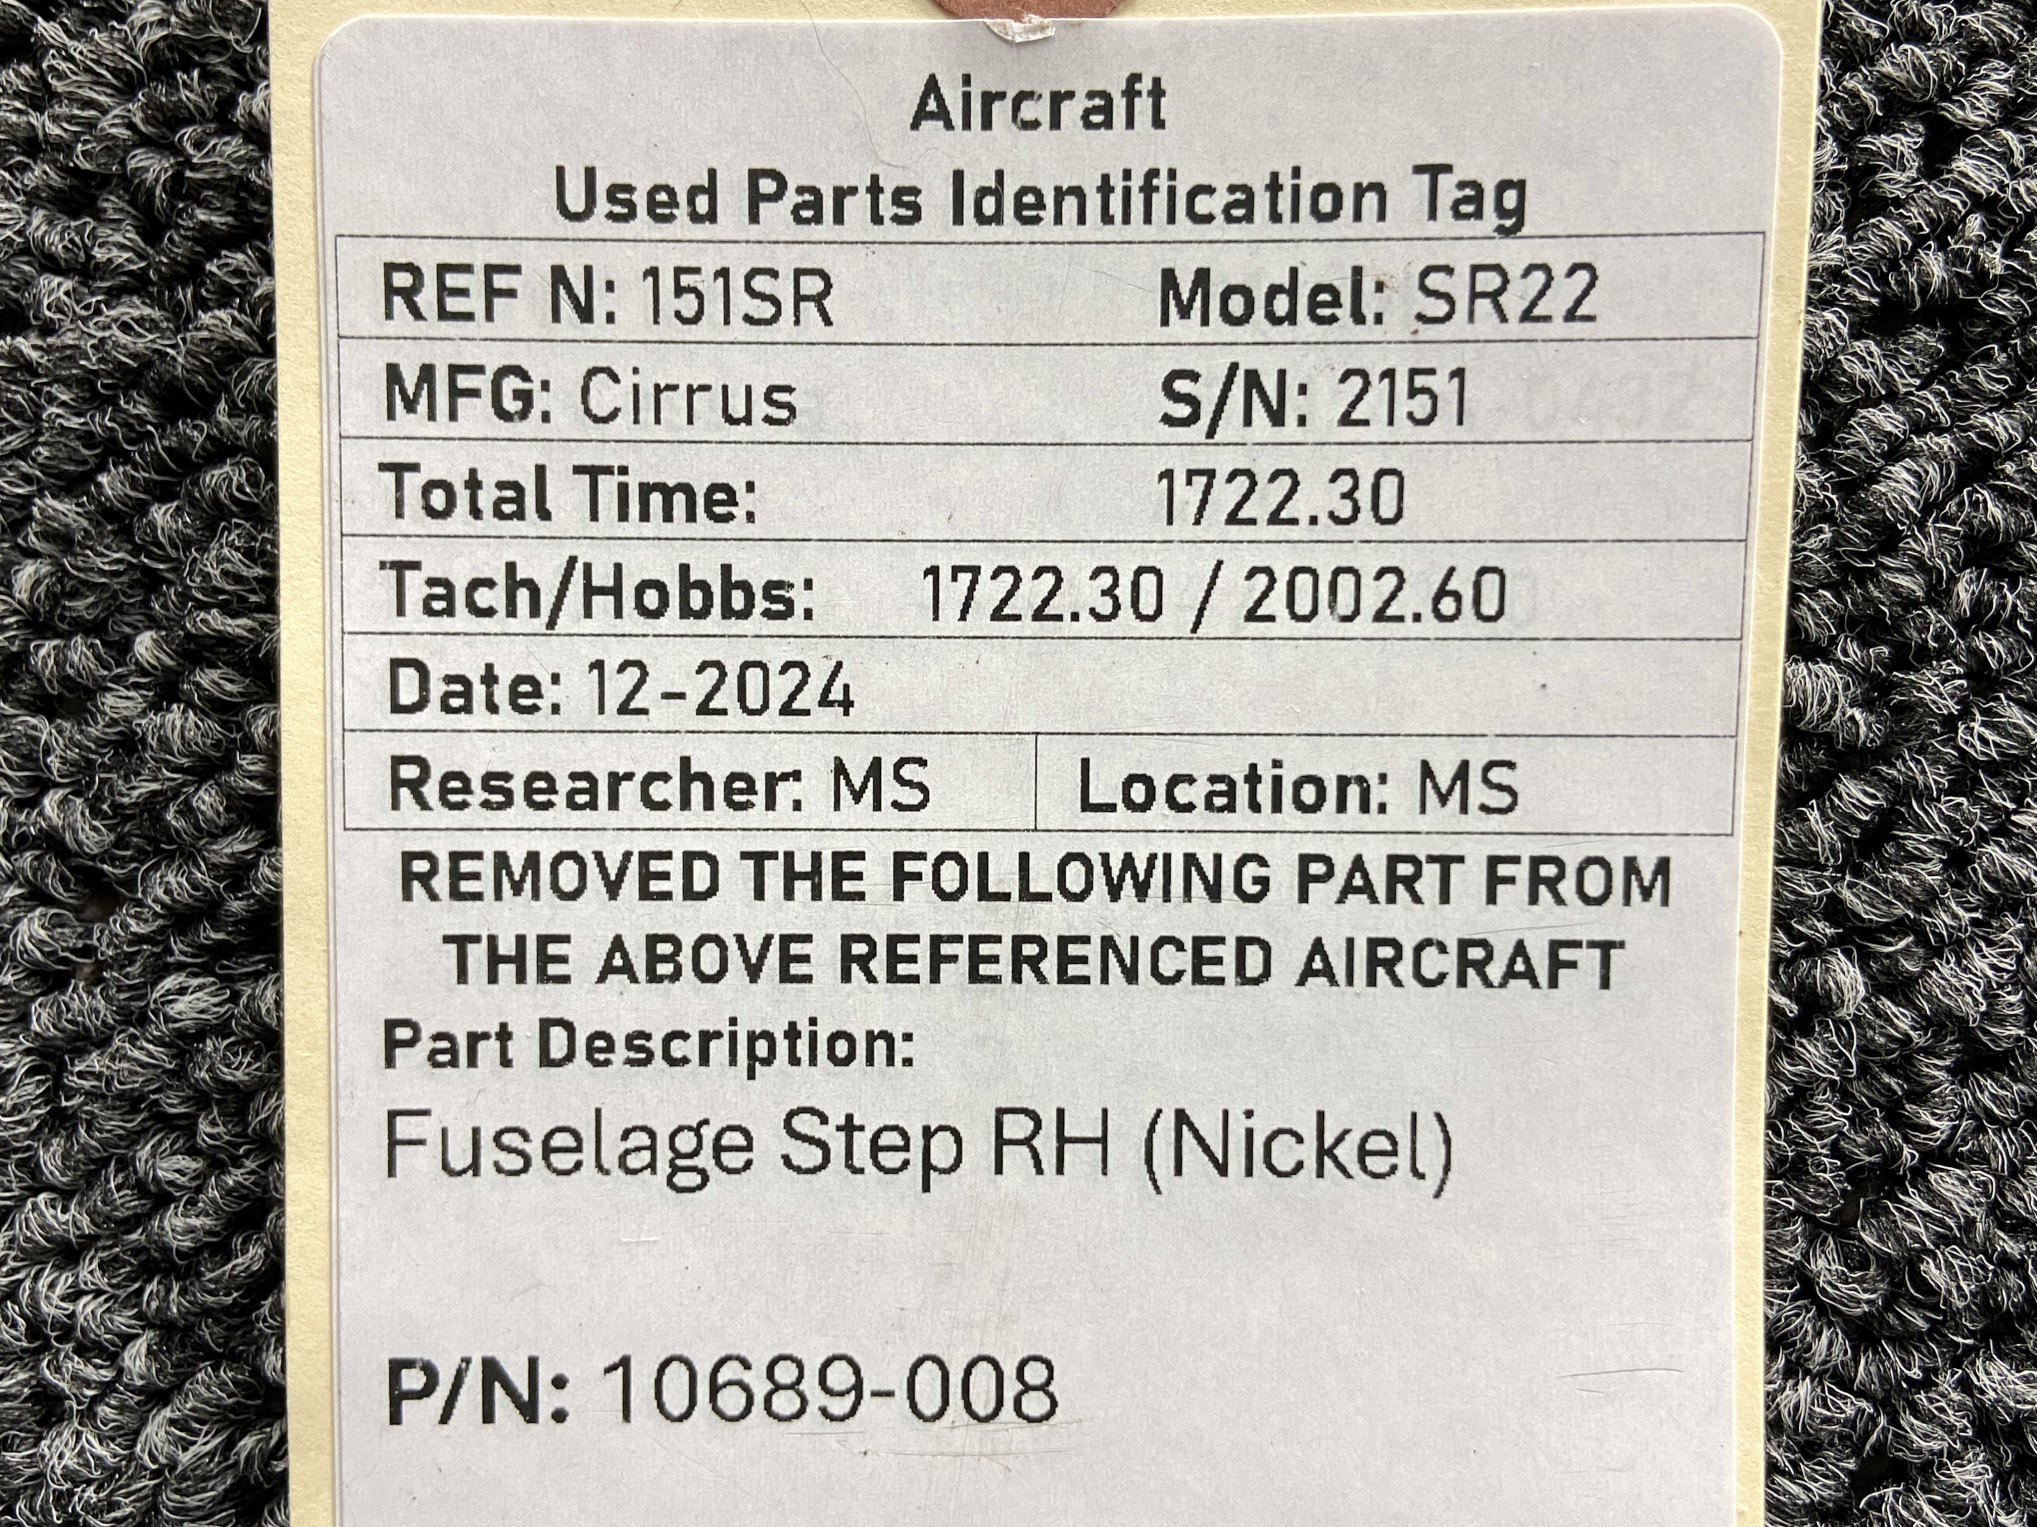 Aircraft
Used Parts Identification Tag
REF N: 151SR Model: SR22
MFG: Cirrus S/N: 2151
Total Time: 1722.30
Tach/Hobbs: 1722.30 / 2002.60
Date: 12-2024
Researcher: MS Location: MS
REMOVED THE FOLLOWING PART FROM
THE ABOVE REFERENCED AIRCRAFT
Part Description:
Fuselage Step RH (Nickel)
P/N: 10689-008